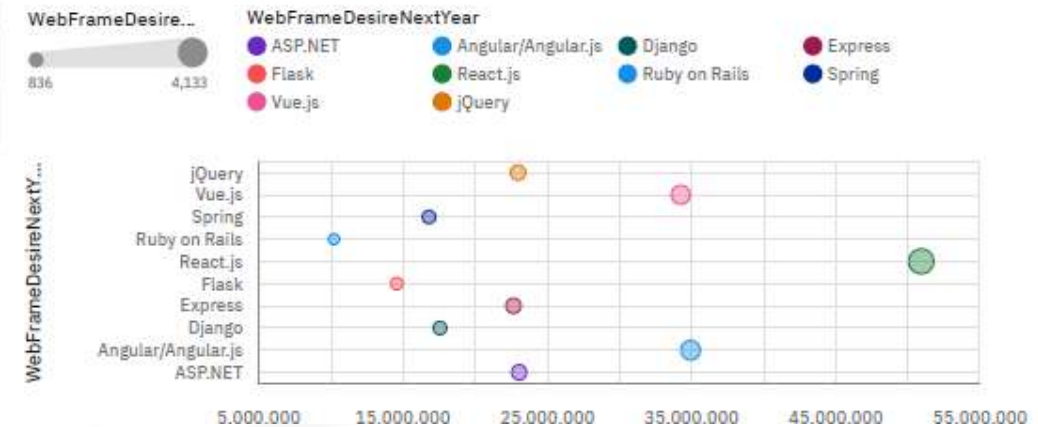 WebFrameDesire...
836 4,133
WebFrameDesireNextYear
ASP.NET Angular/Angular.js Django Express
Flask React.js Ruby on Rails Spring
Vue.js jQuery
WebFrameDesireNextY...
jQuery
Vue.js
Spring
Ruby on Rails
React.js
Flask
Express
Django
Angular/Angular.js
ASP.NET
5,000,000 15,000,000 25,000,000 35,000,000 45,000,000 55,000,000